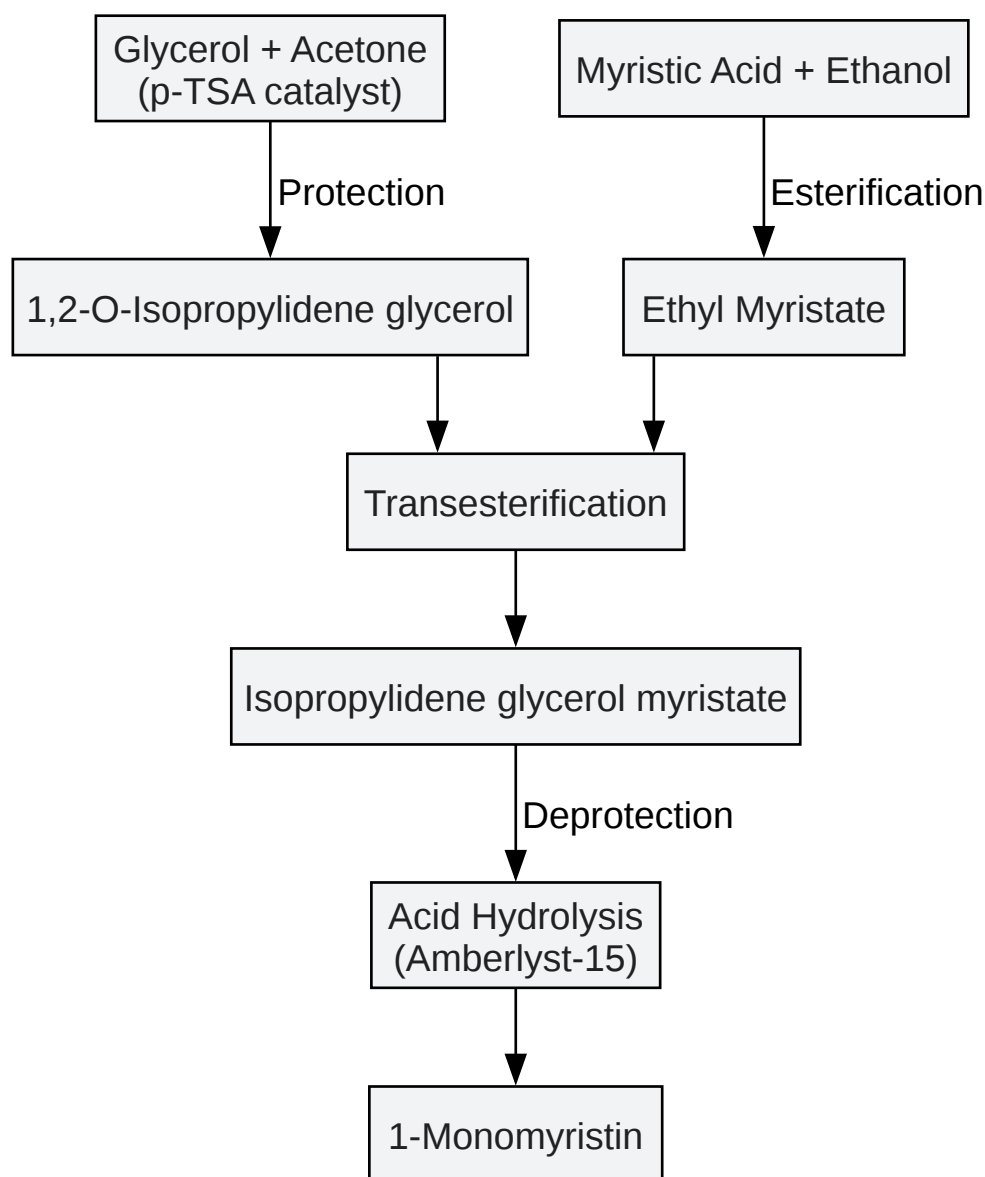 Glycerol + Acetone
(p-TSA catalyst)
Myristic Acid + Ethanol
Protection
Esterification
1,2-O-Isopropylidene glycerol
Ethyl Myristate
Transesterification
Isopropylidene glycerol myristate
Deprotection
Acid Hydrolysis
(Amberlyst-15)
1-Monomyristin